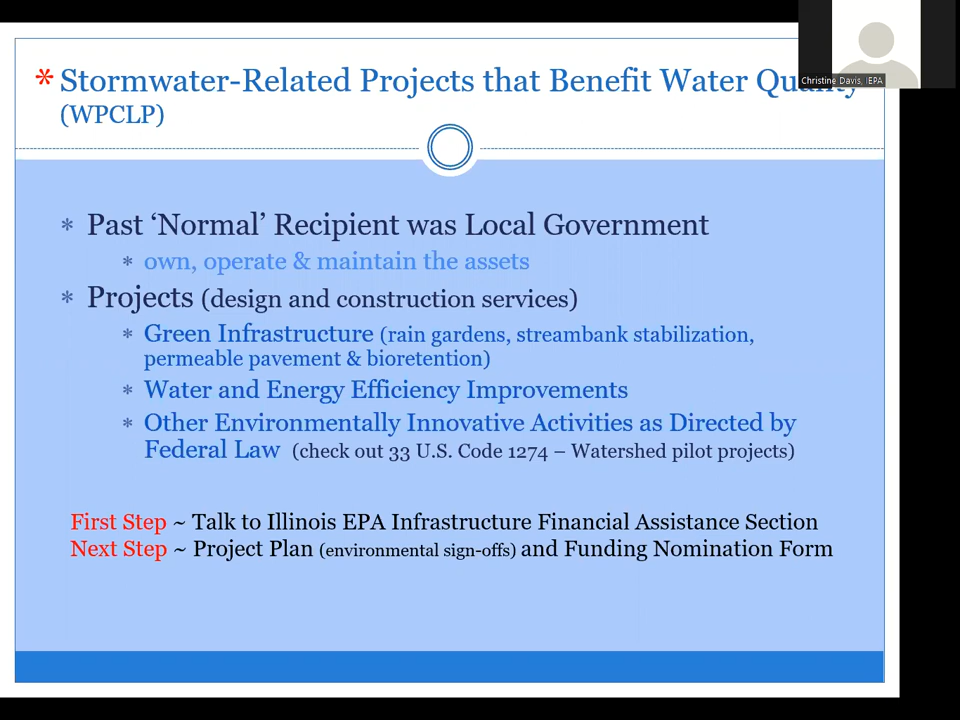 * Stormwater-Related Projects that Benefit Water Quality
(WPCLP)
Christine Davis, IEPA
* Past ‘Normal’ Recipient was Local Government
* own, operate & maintain the assets
* Projects (design and construction services)
* Green Infrastructure (rain gardens, streambank stabilization,
permeable pavement & bioretention)
* Water and Energy Efficiency Improvements
* Other Environmentally Innovative Activities as Directed by
Federal Law (check out 33 U.S. Code 1274 – Watershed pilot projects)
First Step ~ Talk to Illinois EPA Infrastructure Financial Assistance Section
Next Step ~ Project Plan (environmental sign-offs) and Funding Nomination Form